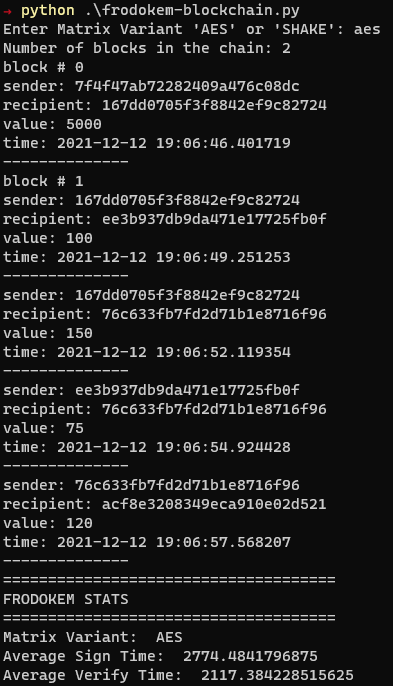 → python .\frodokem-blockchain.py
Enter Matrix Variant 'AES' or 'SHAKE': aes
Number of blocks in the chain: 2
block # 0
sender: 7f4f47ab72282409a476c08dc
recipient: 167dd0705f3f8842ef9c82724
value: 5000
time: 2021-12-12 19:06:46.401719
--------------
block # 1
sender: 167dd0705f3f8842ef9c82724
recipient: ee3b937db9da471e17725fb0f
value: 100
time: 2021-12-12 19:06:49.251253
--------------
sender: 167dd0705f3f8842ef9c82724
recipient: 76c633fb7fd2d71b1e8716f96
value: 150
time: 2021-12-12 19:06:52.119354
--------------
sender: ee3b937db9da471e17725fb0f
recipient: 76c633fb7fd2d71b1e8716f96
value: 75
time: 2021-12-12 19:06:54.924428
--------------
sender: 76c633fb7fd2d71b1e8716f96
recipient: acf8e3208349eca910e02d521
value: 120
time: 2021-12-12 19:06:57.568207
--------------
=====================================
FRODOKEM STATS
=====================================
Matrix Variant:  AES
Average Sign Time:  2774.4841796875
Average Verify Time:  2117.384228515625